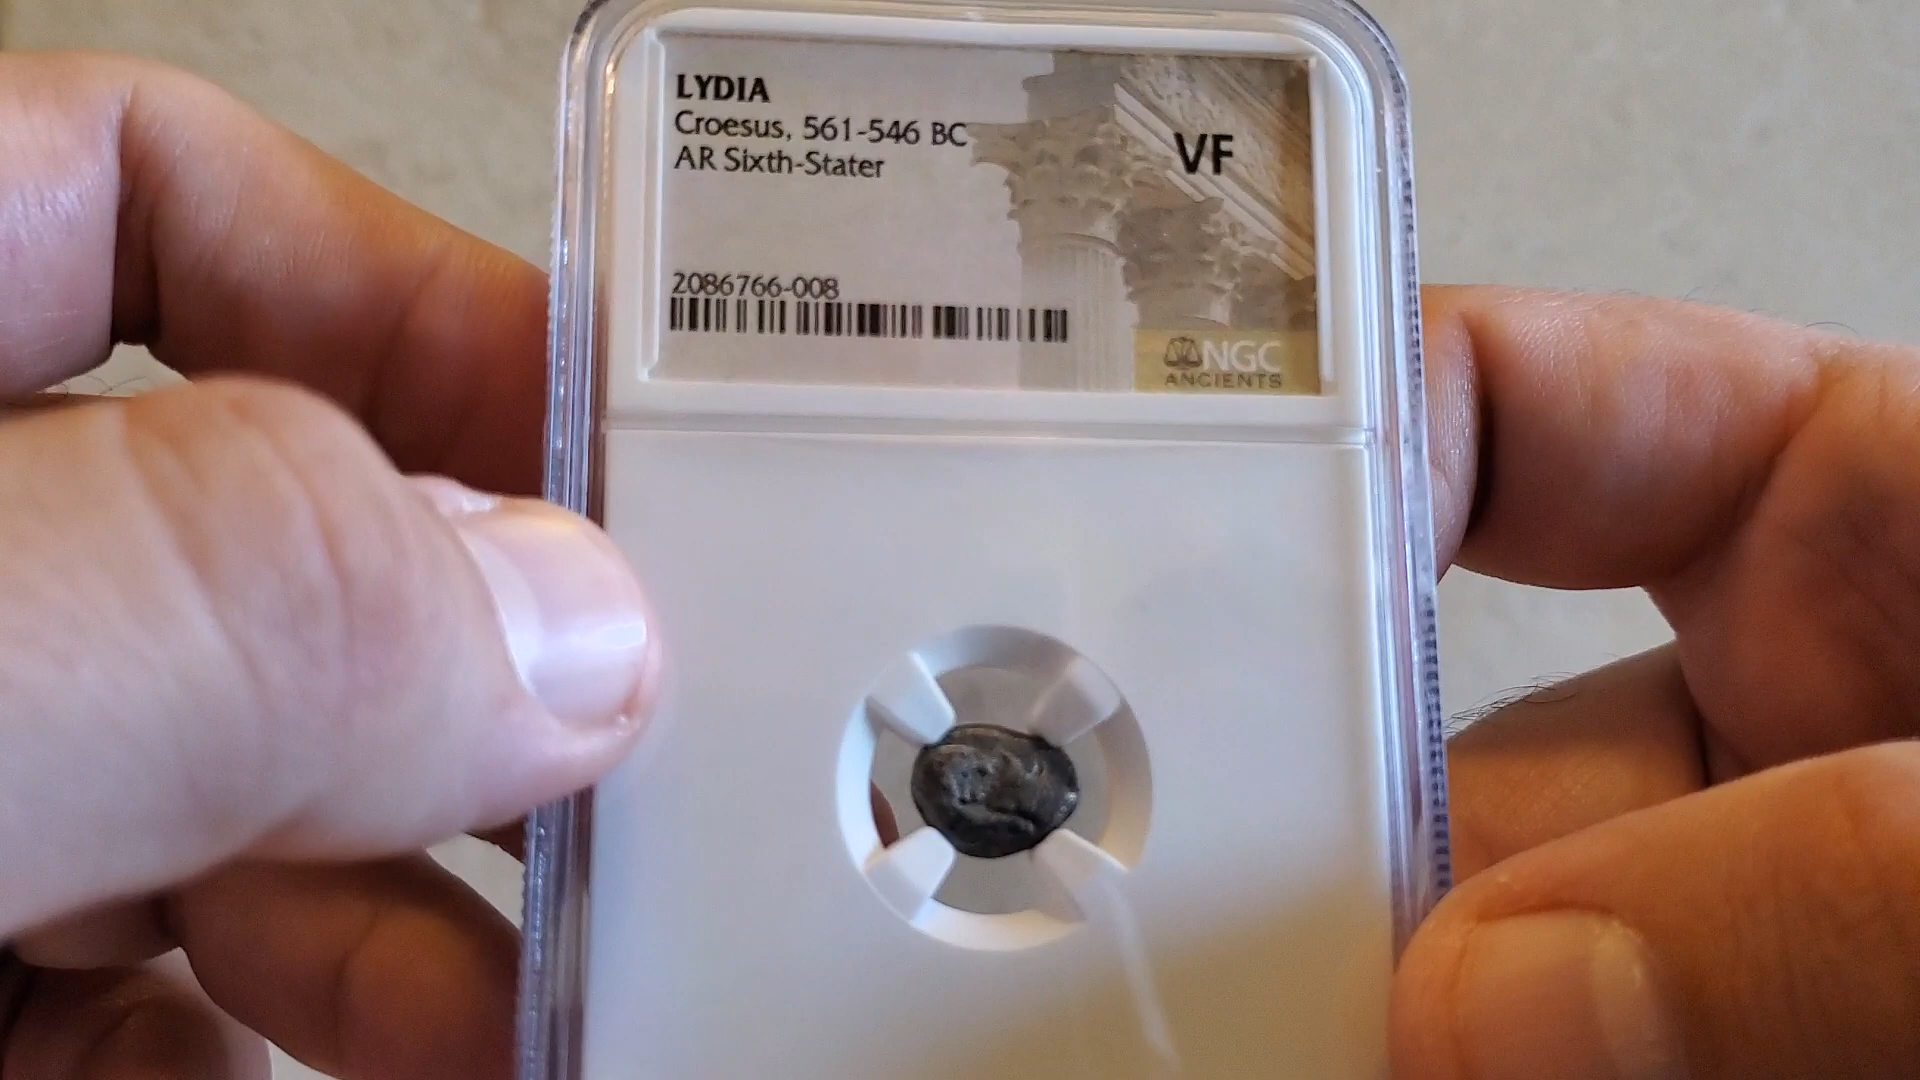 LYDIA
Croesus, 561-546 BC
AR Sixth-Stater
VF
2086766-008
NGC
ANCIENTS